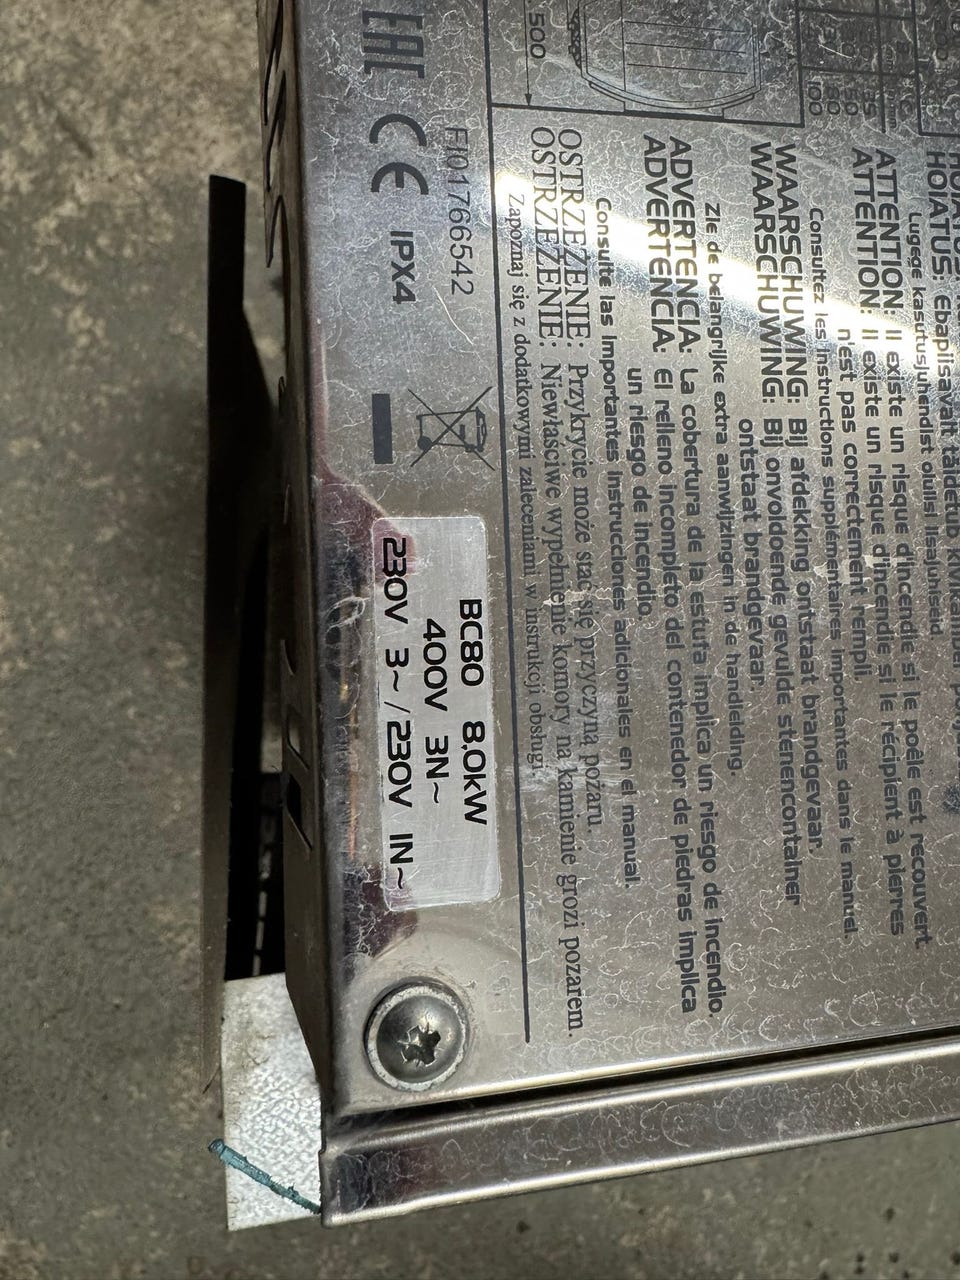 HOIATUS: Ebapiisavalt täidetud
Lugege kasutusjuhendist olulisi lisajuhiseid
ATTENTION: Il existe un risque d'incendie si le poêle est recouvert
ATTENTION: Il existe un risque d'incendie si le récipient à pierres
n'est pas correctement rempli.
Consultez les instructions supplémentaires importantes dans le manuel.
WAARSCHUWING: Bij afdekking ontstaat brandgevaar.
WAARSCHUWING: Bij onvoldoende gevulde stenencontainer
ontstaat brandgevaar.
Zie de belangrijke extra aanwijzingen in de handleiding.
ADVERTENCIA: La cobertura de la estufa implica un riesgo de incendio.
ADVERTENCIA: El relleno incompleto del contenedor de piedras implica
un riesgo de incendio.
Consulte las importantes instrucciones adicionales en el manual.
OSTRZEŻENIE: Przykrycie może stać się przyczyną pożaru.
OSTRZEŻENIE: Niewłaściwe wypełnienie komory na kamienie grozi pożarem.
Zapoznaj się z dodatkowymi zaleceniami w instrukcji obsługi.
500
FI01766542
EAC CE IPX4
BC80 8,0kW
400V 3N~
230V 3~ /230V 1N~